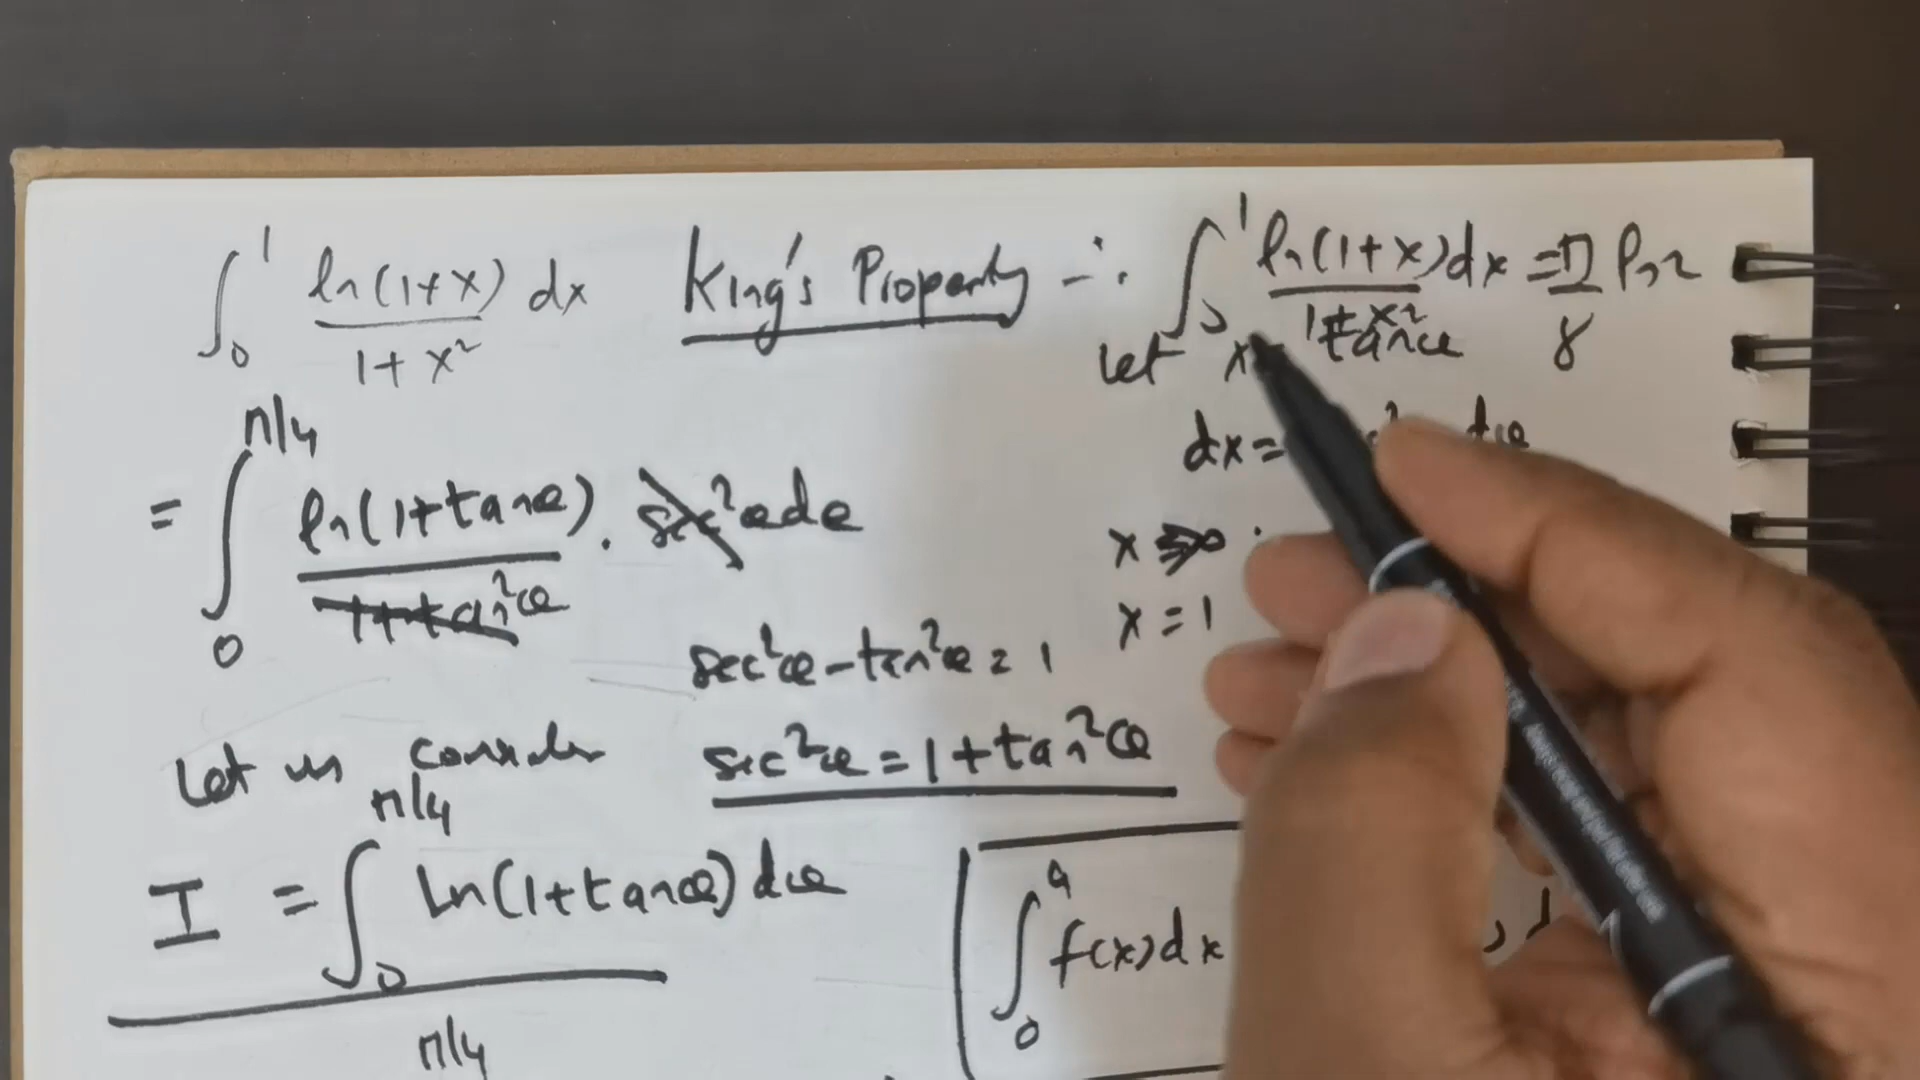 ∫₀¹ ln(1+x)/(1+x²) dx King's Property ∴ ∫₀¹ ln(1+x)dx/(1+x²) = π/8 ln2
Let x = tanθ
dx = dθ
= ∫₀^(π/4) ln(1+tanθ)/(1+tan²θ) . sec²θdθ
x
x = 1
sec²θ - tan²θ = 1
Let us consider sec²θ = 1 + tan²θ
I = ∫₀^(π/4) ln(1+tanθ)dθ
∫₀^a f(x)dx
π/4